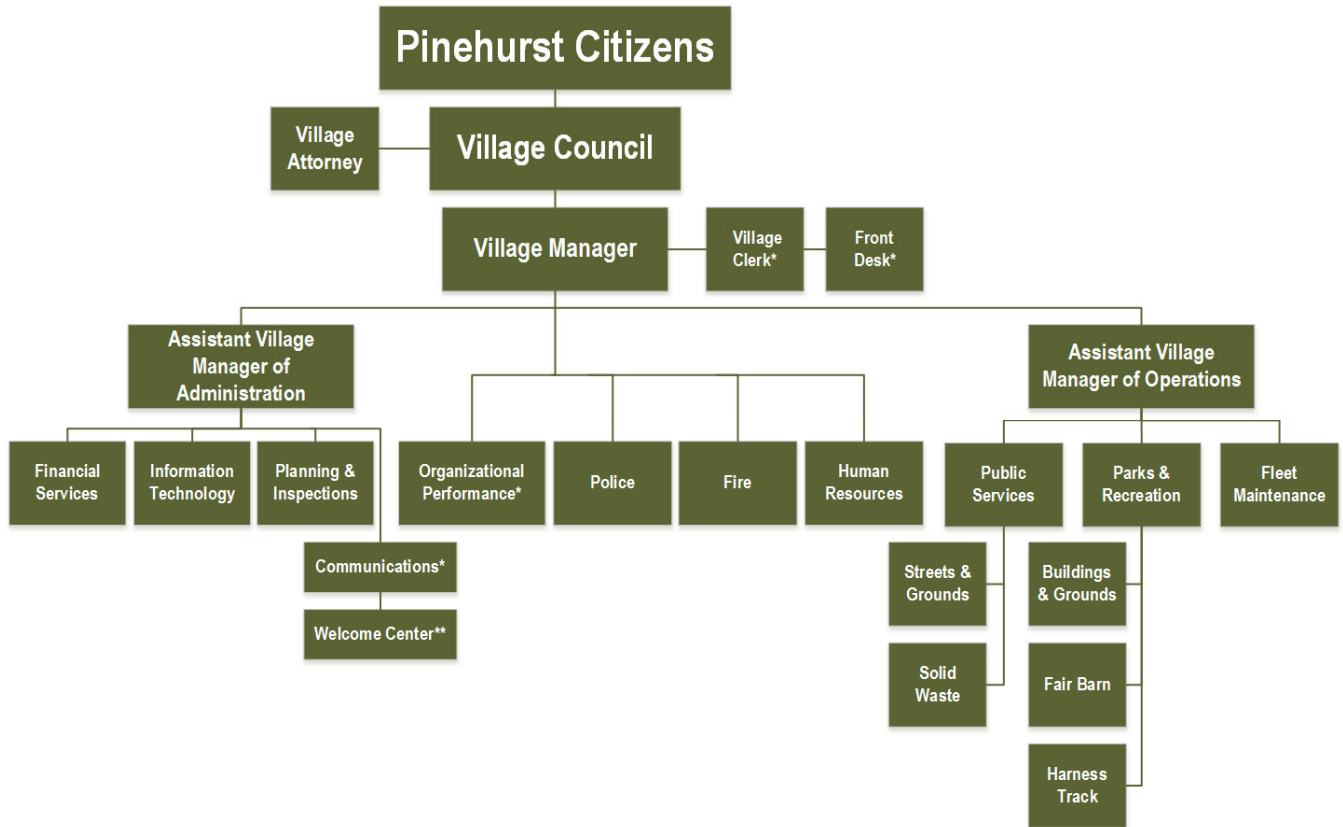 Pinehurst Citizens
Village
Attorney
Village Council
Village Manager
Village
Clerk*
Front
Desk*
Assistant Village
Manager of
Administration
Assistant Village
Manager of Operations
Financial
Services
Information
Technology
Planning &
Inspections
Organizational
Performance*
Police
Fire
Human
Resources
Public
Services
Parks &
Recreation
Fleet
Maintenance
Communications*
Welcome Center**
Streets &
Grounds
Buildings
& Grounds
Solid
Waste
Fair Barn
Harness
Track